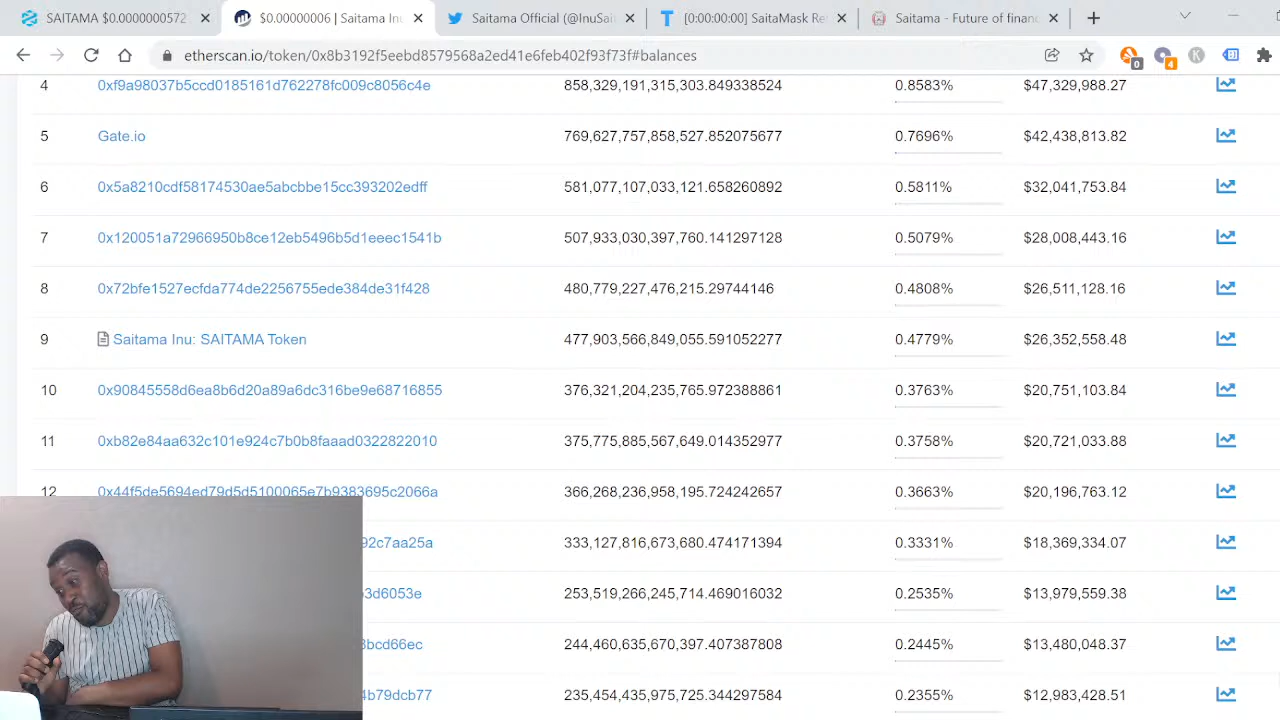 SAITAMA $0.0000000572
$0.00000006 | Saitama Inu
Saitama Official (@InuSai
[0:00:00:0] SaitaMask Re
Saitama - Future of financ
etherscan.io/token/0x8b3192f5eebd8579568a2ed41e6feb402f93f73f#balances
0
4
K
4 0xf9a98037b5ccd0185161d762278fc009c8056c4e 858,329,191,315,303.849338524 0.8583% $47,329,988.27
5 Gate.io 769,627,757,858,527.852075677 0.7696% $42,438,813.82
6 0x5a8210cdf58174530ae5abcbbe15cc393202edff 581,077,107,033,121.658260892 0.5811% $32,041,753.84
7 0x120051a72966950b8ce12eb5496b5d1eeec1541b 507,933,030,397,760.141297128 0.5079% $28,008,443.16
8 0x72bfe1527ecfda774de2256755ede384de31f428 480,779,227,476,215.29744146 0.4808% $26,511,128.16
9 Saitama Inu: SAITAMA Token 477,903,566,849,055.591052277 0.4779% $26,352,558.48
10 0x90845558d6ea8b6d20a89a6dc316be9e68716855 376,321,204,235,765.972388861 0.3763% $20,751,103.84
11 0xb82e84aa632c101e924c7b0b8faaad0322822010 375,775,885,567,649.014352977 0.3758% $20,721,033.88
12 0x44f5de5694ed79d5d5100065e7b9383695c2066a 366,268,236,958,195.724242657 0.3663% $20,196,763.12
92c7aa25a 333,127,816,673,680.474171394 0.3331% $18,369,334.07
3d6053e 253,519,266,245,714.469016032 0.2535% $13,979,559.38
bcd66ec 244,460,635,670,397.407387808 0.2445% $13,480,048.37
4b79dcb77 235,454,435,975,725.344297584 0.2355% $12,983,428.51